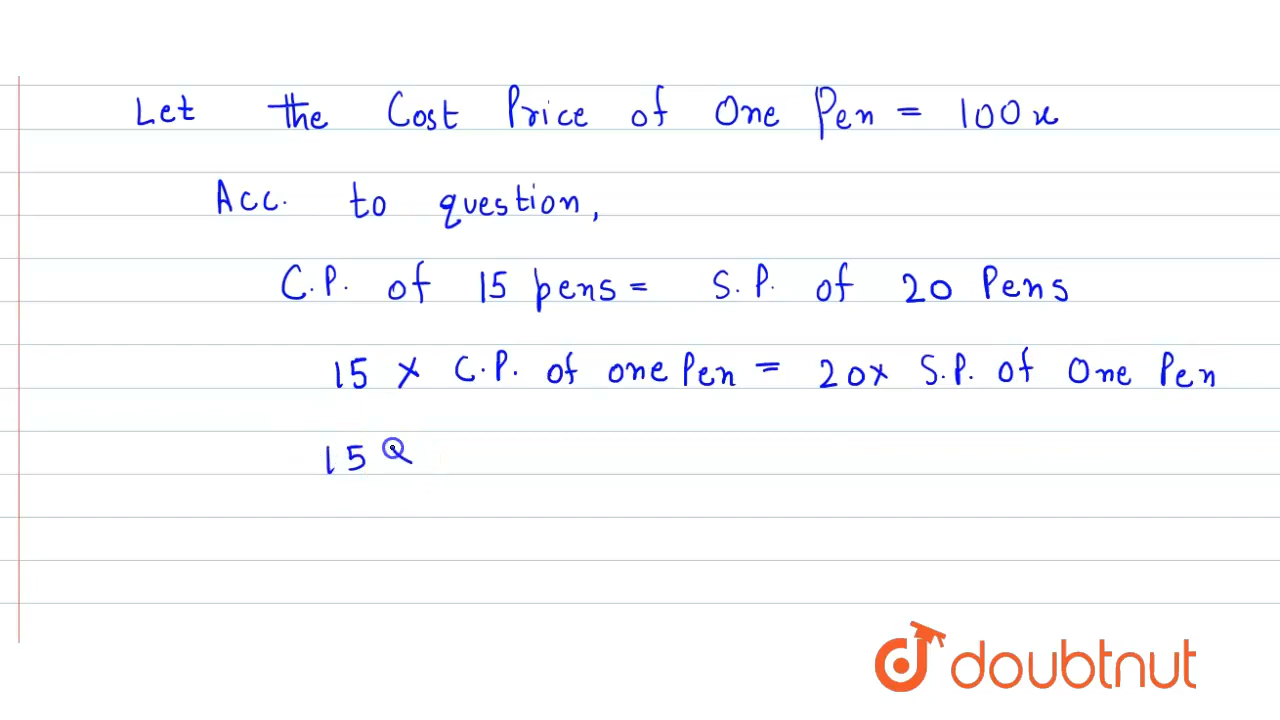 Let the Cost Price of One Pen = 100x
Acc. to question,
C.P. of 15 pens = S.P. of 20 Pens
15 × C.P. of one Pen = 20× S.P. of One Pen
15 ×
doubtnut